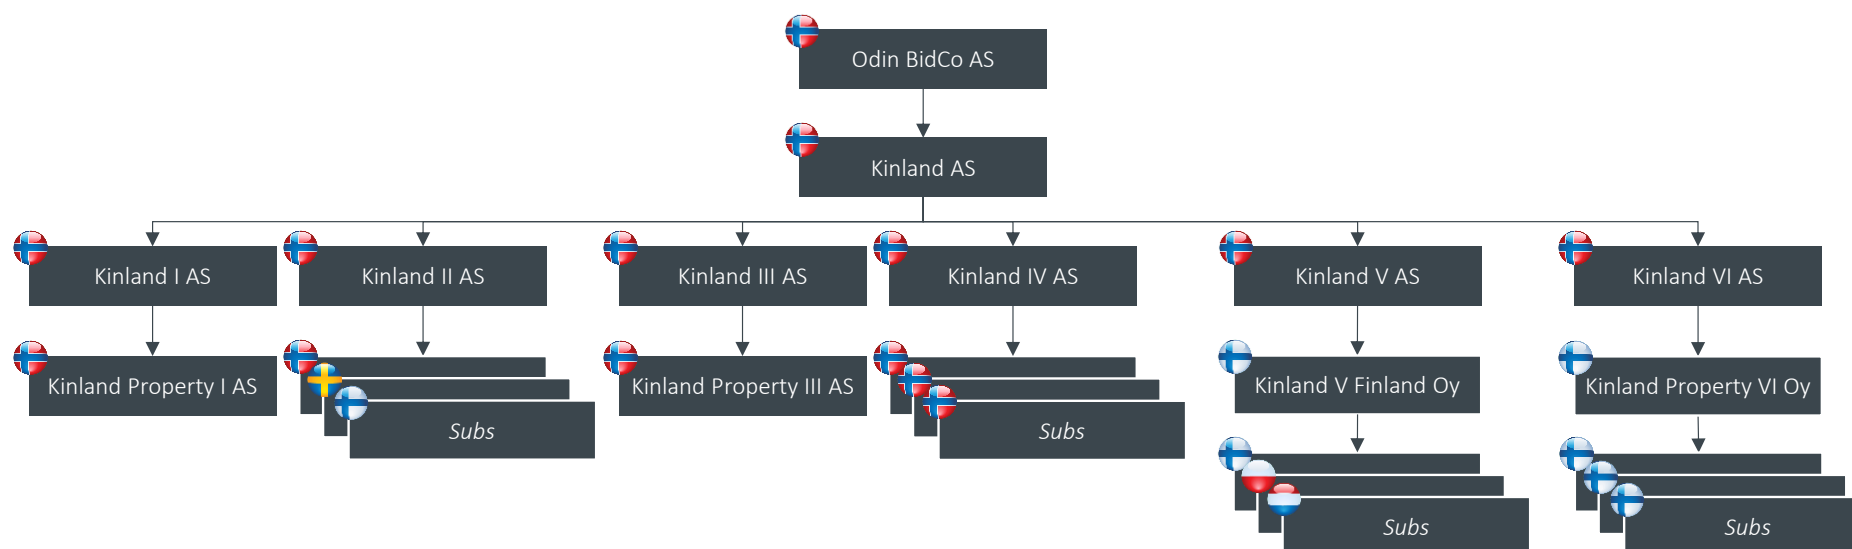 Odin BidCo AS
Kinland AS
Kinland I AS
Kinland II AS
Kinland III AS
Kinland IV AS
Kinland V AS
Kinland VI AS
Kinland Property I AS
Subs
Kinland Property III AS
Subs
Kinland V Finland Oy
Kinland Property VI Oy
Subs
Subs